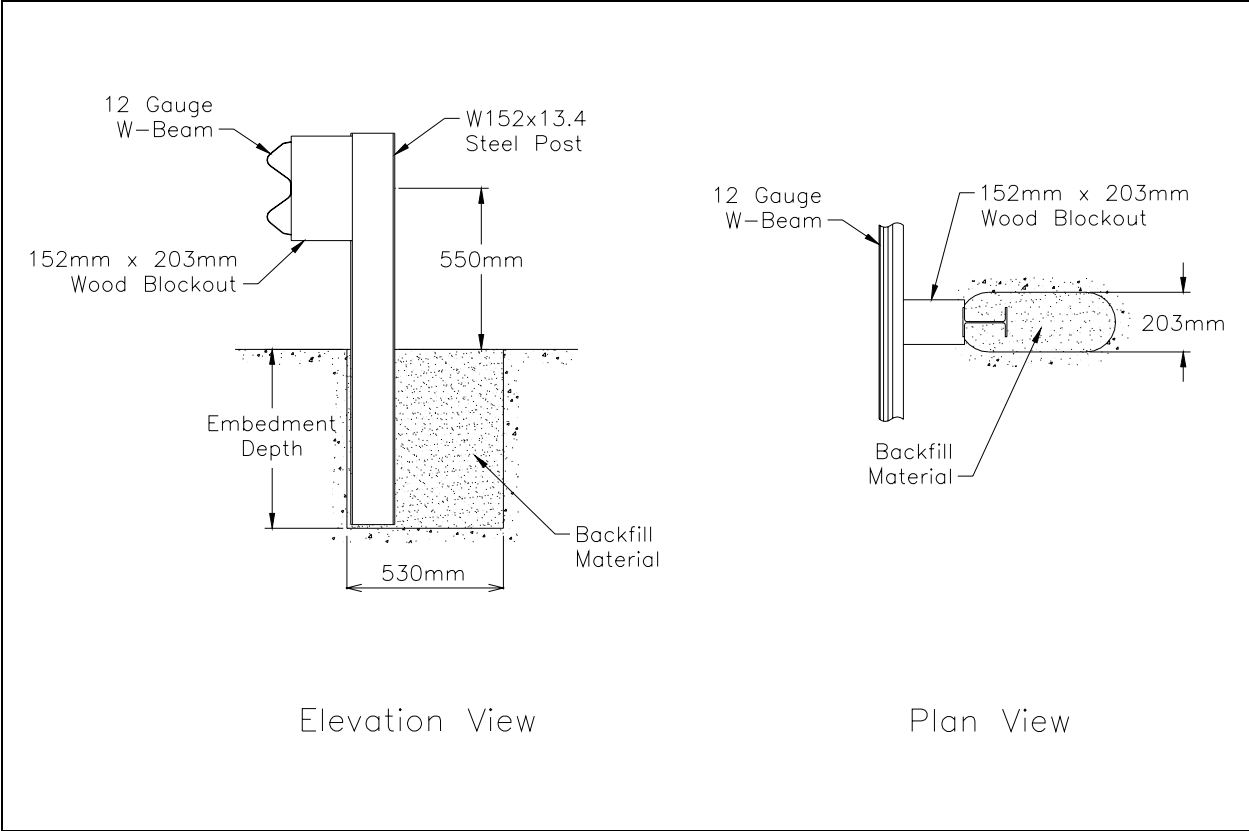 12 Gauge
W-Beam
W152x13.4
Steel Post
550mm
152mm x 203mm
Wood Blockout
Embedment
Depth
530mm
Backfill
Material
Elevation View
12 Gauge
W-Beam
152mm x 203mm
Wood Blockout
203mm
Backfill
Material
Plan View